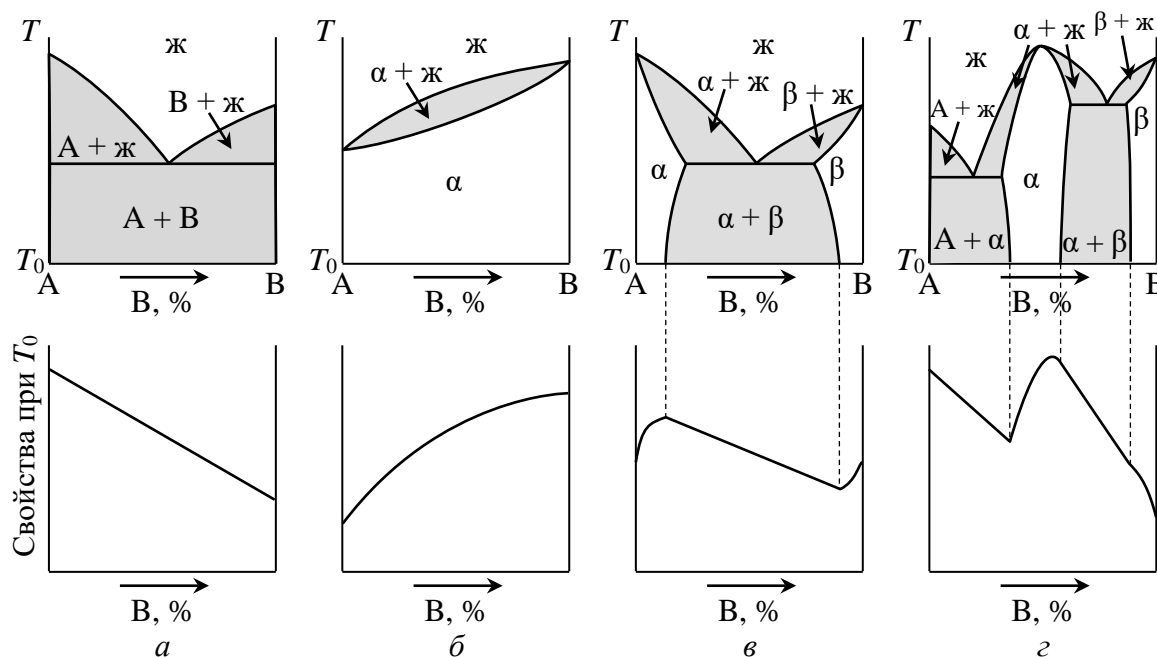 T
ж
A + ж
B + ж
A + B
T₀
A
B
B, %
T
ж
α + ж
α
T₀
A
B
B, %
T
ж
α + ж
β + ж
α
β
α + β
T₀
A
B
B, %
T
ж
α + ж
β + ж
A + ж
β
α
A + α
α + β
T₀
A
B
B, %
Свойства при T₀
B, %
B, %
B, %
B, %
а
б
в
г